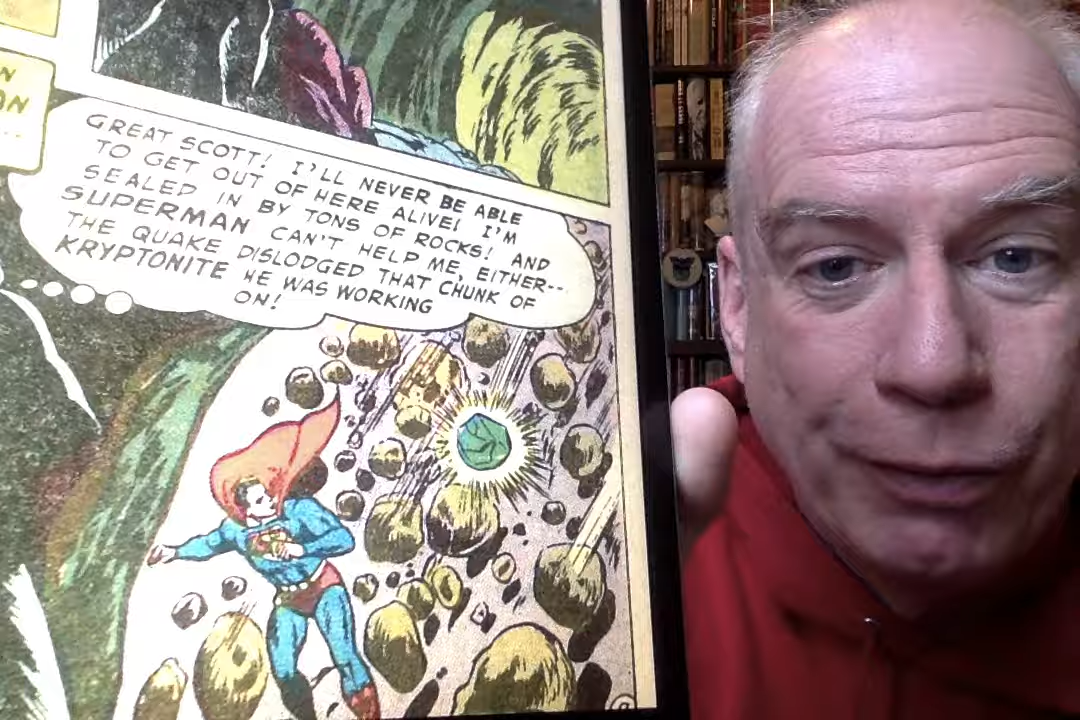 N
ON
GREAT SCOTT! I'LL NEVER BE ABLE
TO GET OUT OF HERE ALIVE! I'M
SEALED IN BY TONS OF ROCKS! AND
SUPERMAN CAN'T HELP ME, EITHER--
THE QUAKE DISLODGED THAT CHUNK OF
KRYPTONITE HE WAS WORKING
ON!